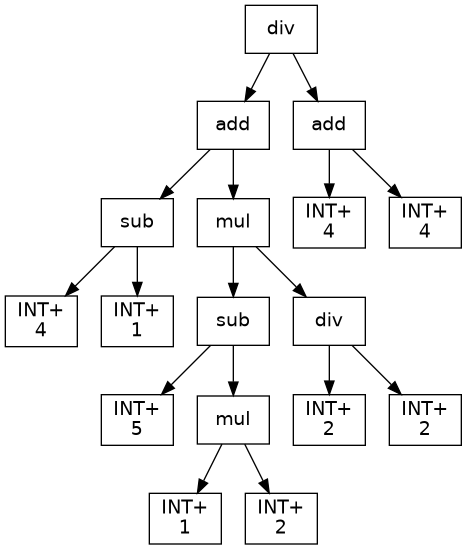 div
add
add
sub
mul
INT+
4
INT+
4
INT+
4
INT+
1
sub
div
INT+
5
mul
INT+
2
INT+
2
INT+
1
INT+
2